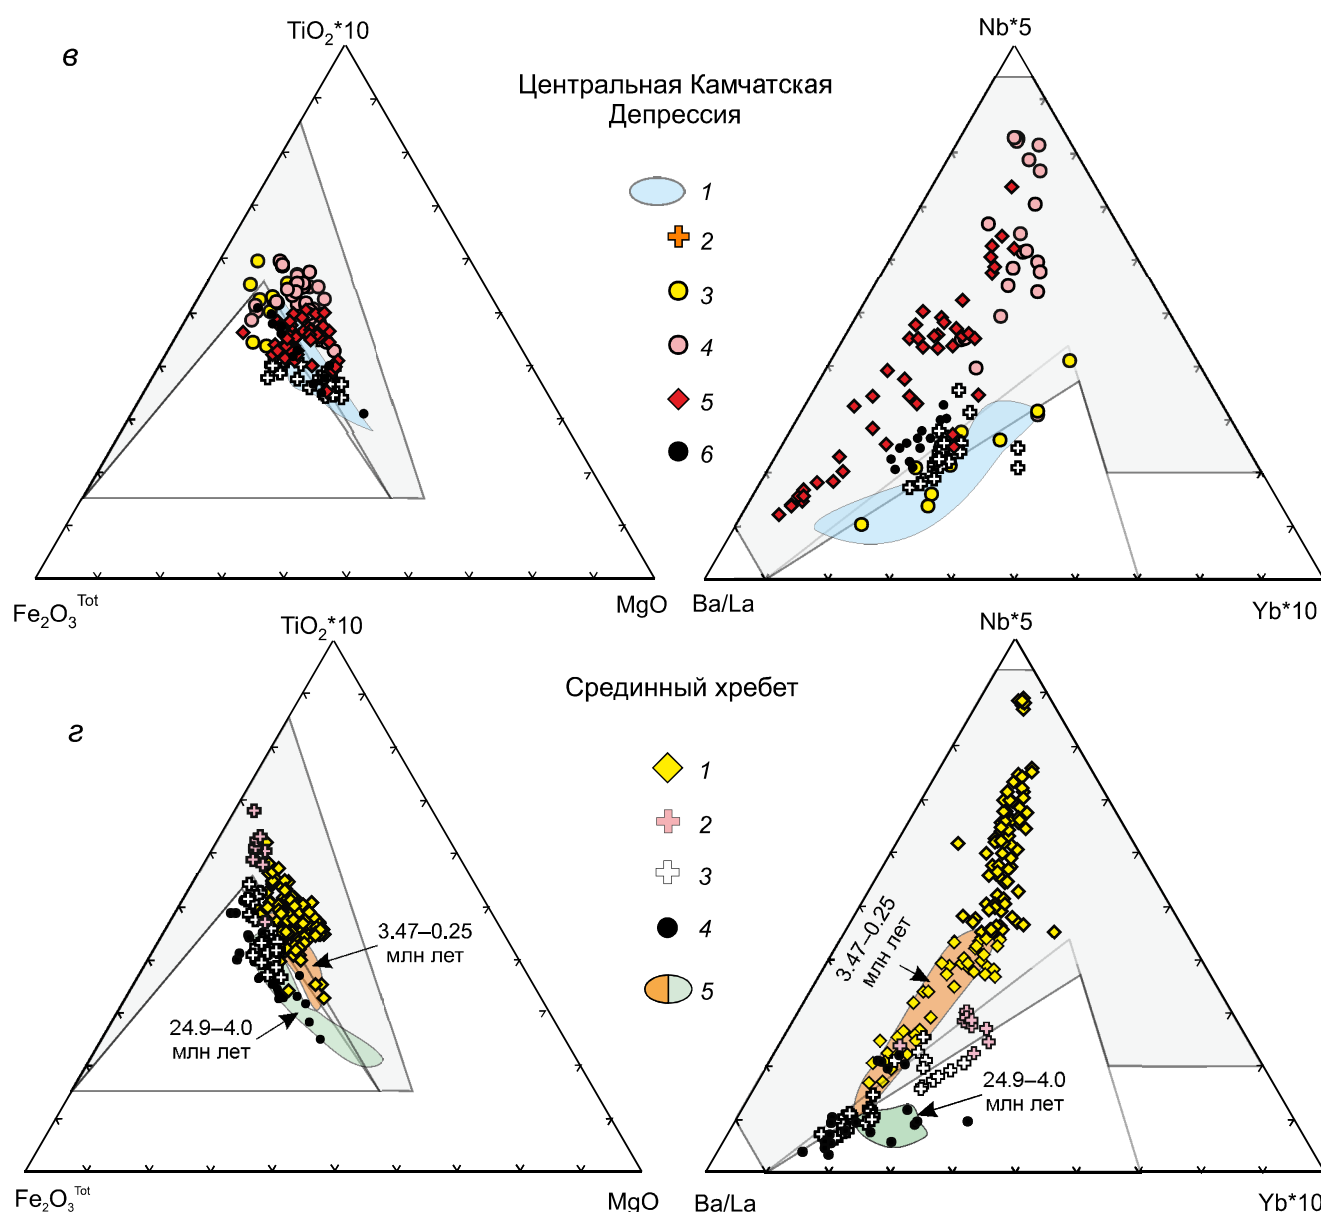 в
TiO2*10
Nb*5
Центральная Камчатская
Депрессия
1
2
3
4
5
6
Fe2O3Tot
MgO
Ba/La
Yb*10
г
TiO2*10
Nb*5
Срединный хребет
1
2
3
4
5
3.47–0.25
млн лет
24.9–4.0
млн лет
3.47–0.25
млн лет
24.9–4.0
млн лет
Fe2O3Tot
MgO
Ba/La
Yb*10